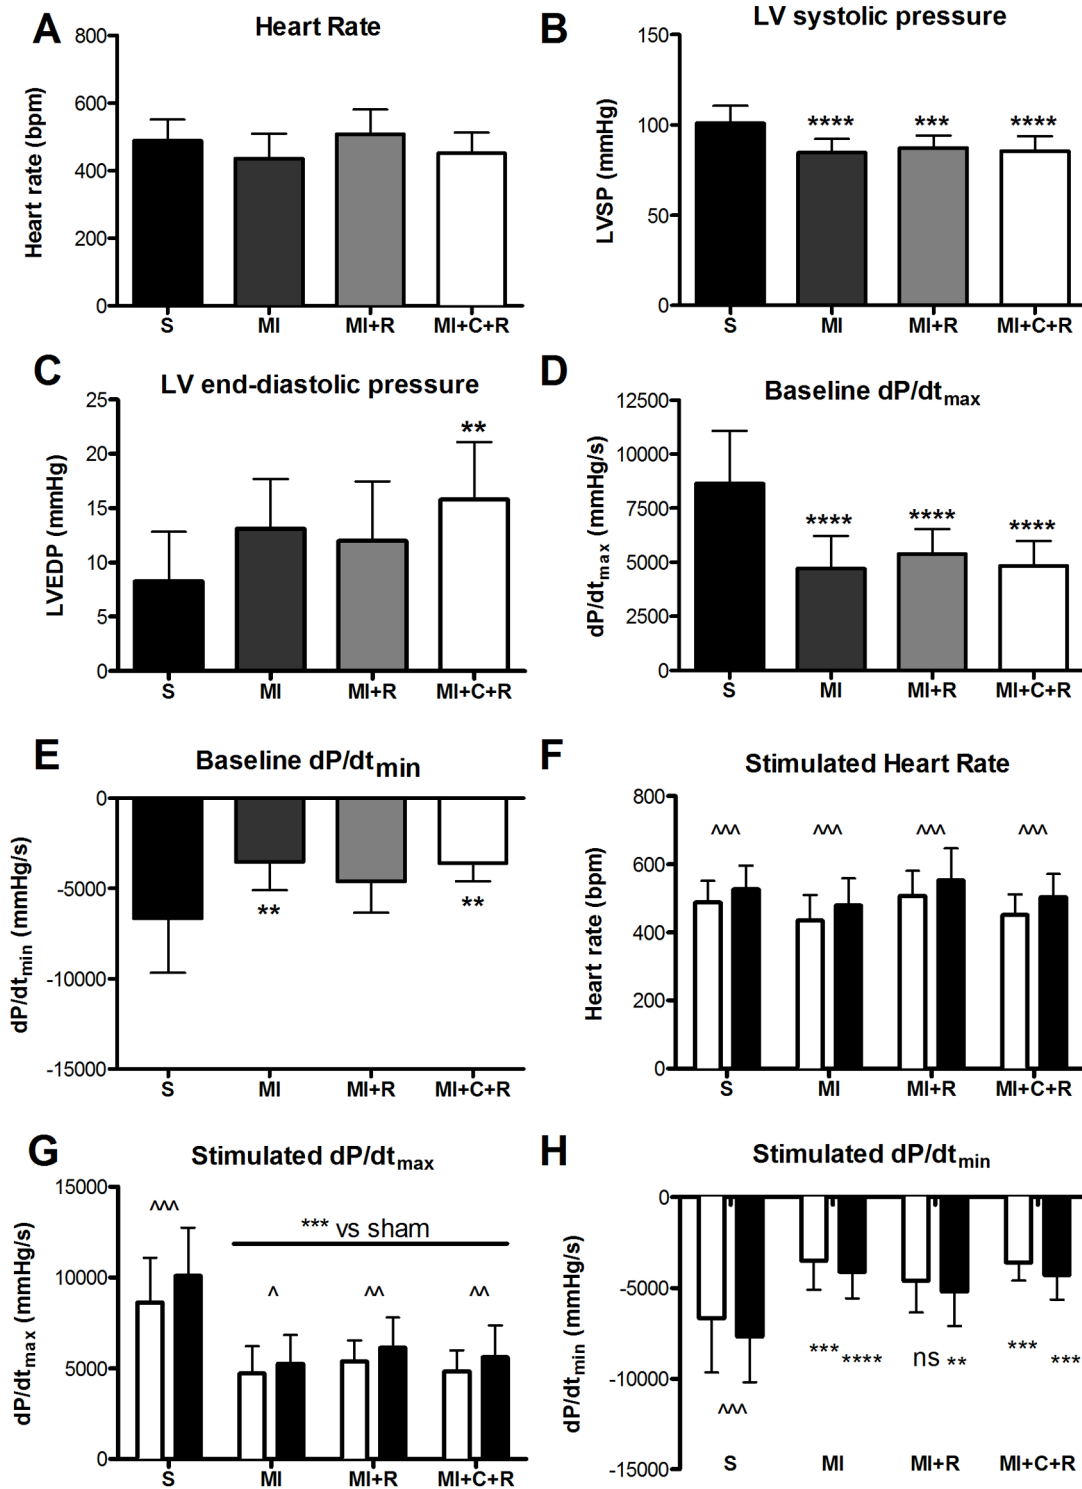 A
Heart Rate
Heart rate (bpm)
800
600
400
200
0
S MI MI+R MI+C+R
B
LV systolic pressure
LVSP (mmHg)
150
100
50
0
**** *** ****
S MI MI+R MI+C+R
C
LV end-diastolic pressure
LVEDP (mmHg)
25
20
15
10
5
0
**
S MI MI+R MI+C+R
D
Baseline dP/dtmax
dP/dtmax (mmHg/s)
12500
10000
7500
5000
2500
0
**** **** ****
S MI MI+R MI+C+R
E
Baseline dP/dtmin
dP/dtmin (mmHg/s)
0
-5000
-10000
-15000
** **
S MI MI+R MI+C+R
F
Stimulated Heart Rate
Heart rate (bpm)
800
600
400
200
0
^^^ ^^^ ^^^ ^^^
S MI MI+R MI+C+R
G
Stimulated dP/dtmax
dP/dtmax (mmHg/s)
15000
10000
5000
0
*** vs sham
^^^ ^ ^^ ^^
S MI MI+R MI+C+R
H
Stimulated dP/dtmin
dP/dtmin (mmHg/s)
0
-5000
-10000
-15000
*** **** ns ** *** ***
^^^
S MI MI+R MI+C+R